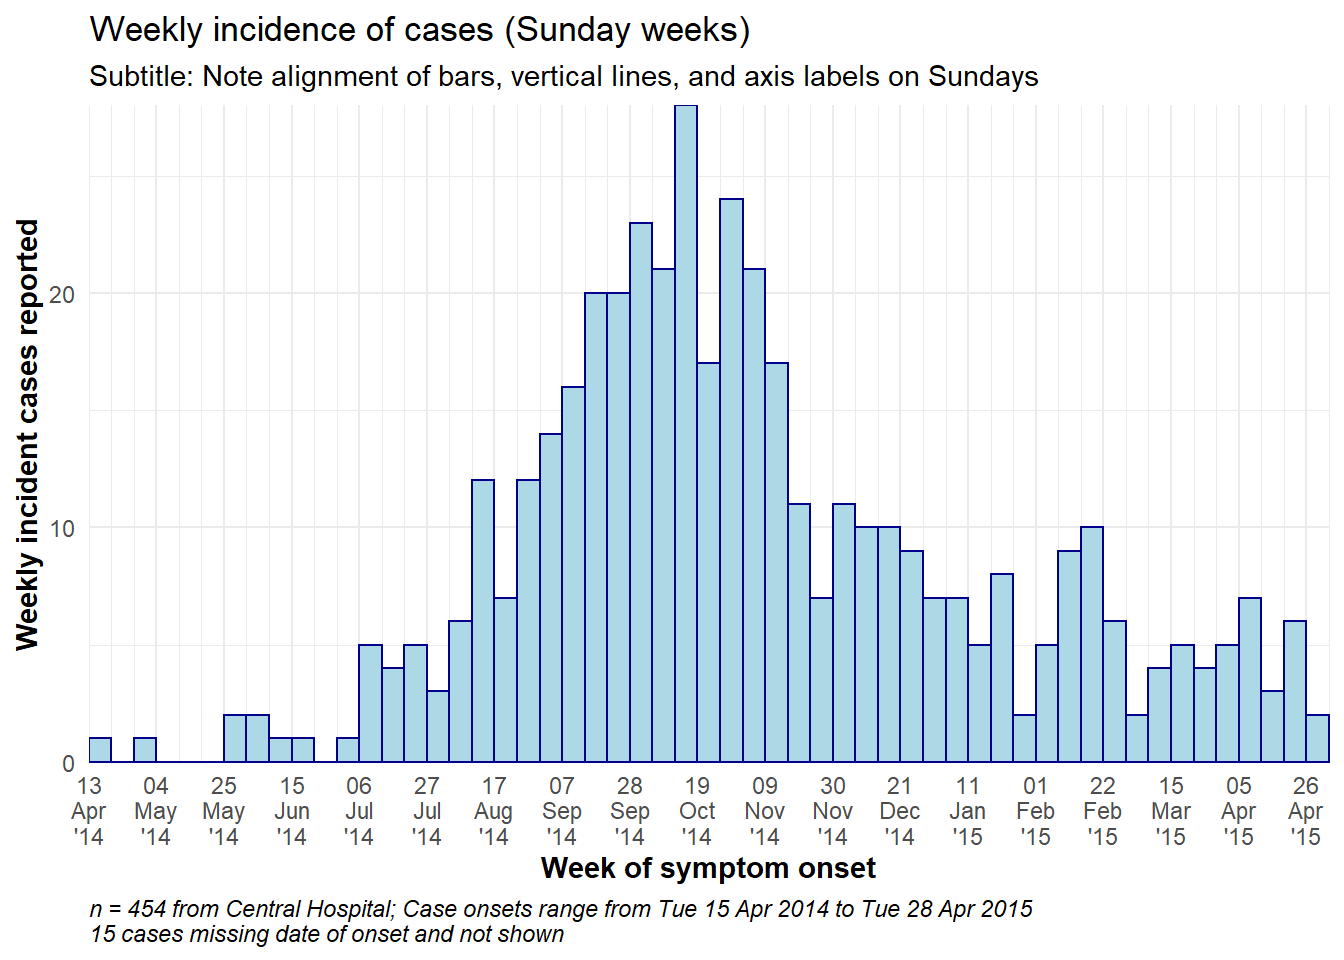 Weekly incidence of cases (Sunday weeks)
Subtitle: Note alignment of bars, vertical lines, and axis labels on Sundays
Weekly incident cases reported
20
10
0
13 04 25 15 06 27 17 07 28 19 09 30 21 11 01 22 15 05 26
Apr May May Jun Jul Jul Aug Sep Sep Oct Nov Nov Dec Jan Feb Feb Mar Apr Apr
'14 '14 '14 '14 '14 '14 '14 '14 '14 '14 '14 '14 '14 '15 '15 '15 '15 '15 '15
Week of symptom onset
n = 454 from Central Hospital; Case onsets range from Tue 15 Apr 2014 to Tue 28 Apr 2015
15 cases missing date of onset and not shown